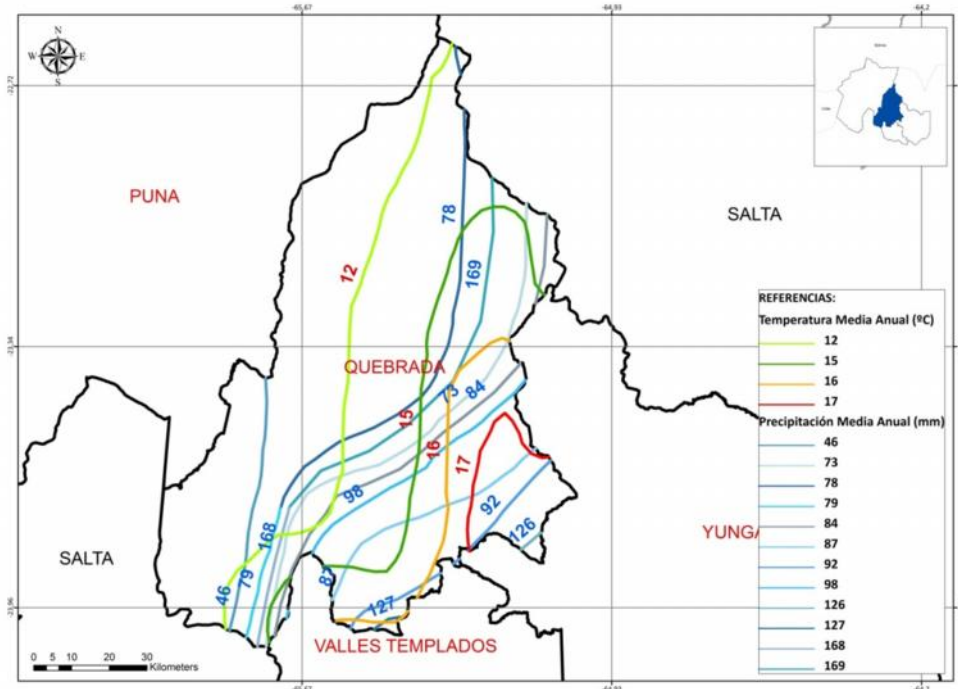 -65,67
-64,93
-64,2
N
W
E
S
-22,72
PUNA
SALTA
78
12
169
REFERENCIAS:
Temperatura Media Anual (ºC)
12
15
16
17
Precipitación Media Anual (mm)
46
73
78
79
84
87
92
98
126
127
168
169
QUEBRADA
73
84
15
16
17
98
92
168
126
YUNGA
SALTA
79
46
87
127
-23,96
VALLES TEMPLADOS
0 5 10 20 30
Kilometers